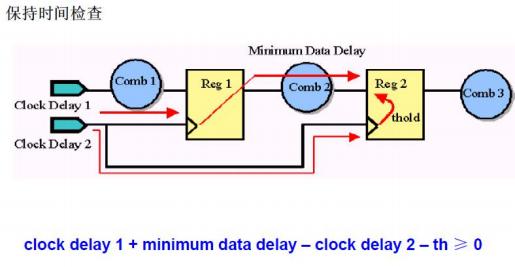 保持时间检查
Minimum Data Delay
Comb 1
Reg 1
Comb 2
Reg 2
Comb 3
Clock Delay 1
thold
Clock Delay 2
clock delay 1 + minimum data delay – clock delay 2 – th ≥ 0